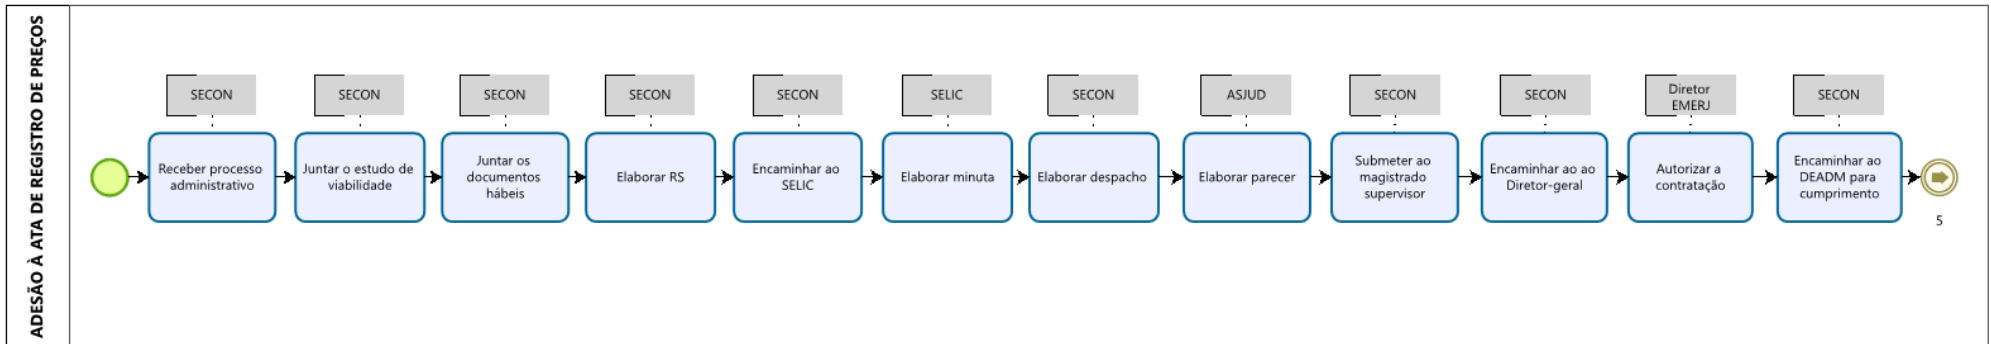 ADESÃO À ATA DE REGISTRO DE PREÇOS
SECON
SECON
SECON
SECON
SECON
SELIC
SECON
ASJUD
SECON
SECON
Diretor
EMERJ
SECON
Receber processo
administrativo
Juntar o estudo de
viabilidade
Juntar os
documentos
hábeis
Elaborar RS
Encaminhar ao
SELIC
Elaborar minuta
Elaborar despacho
Elaborar parecer
Submeter ao
magistrado
supervisor
Encaminhar ao ao
Diretor-geral
Autorizar a
contratação
Encaminhar ao
DEADM para
cumprimento
5